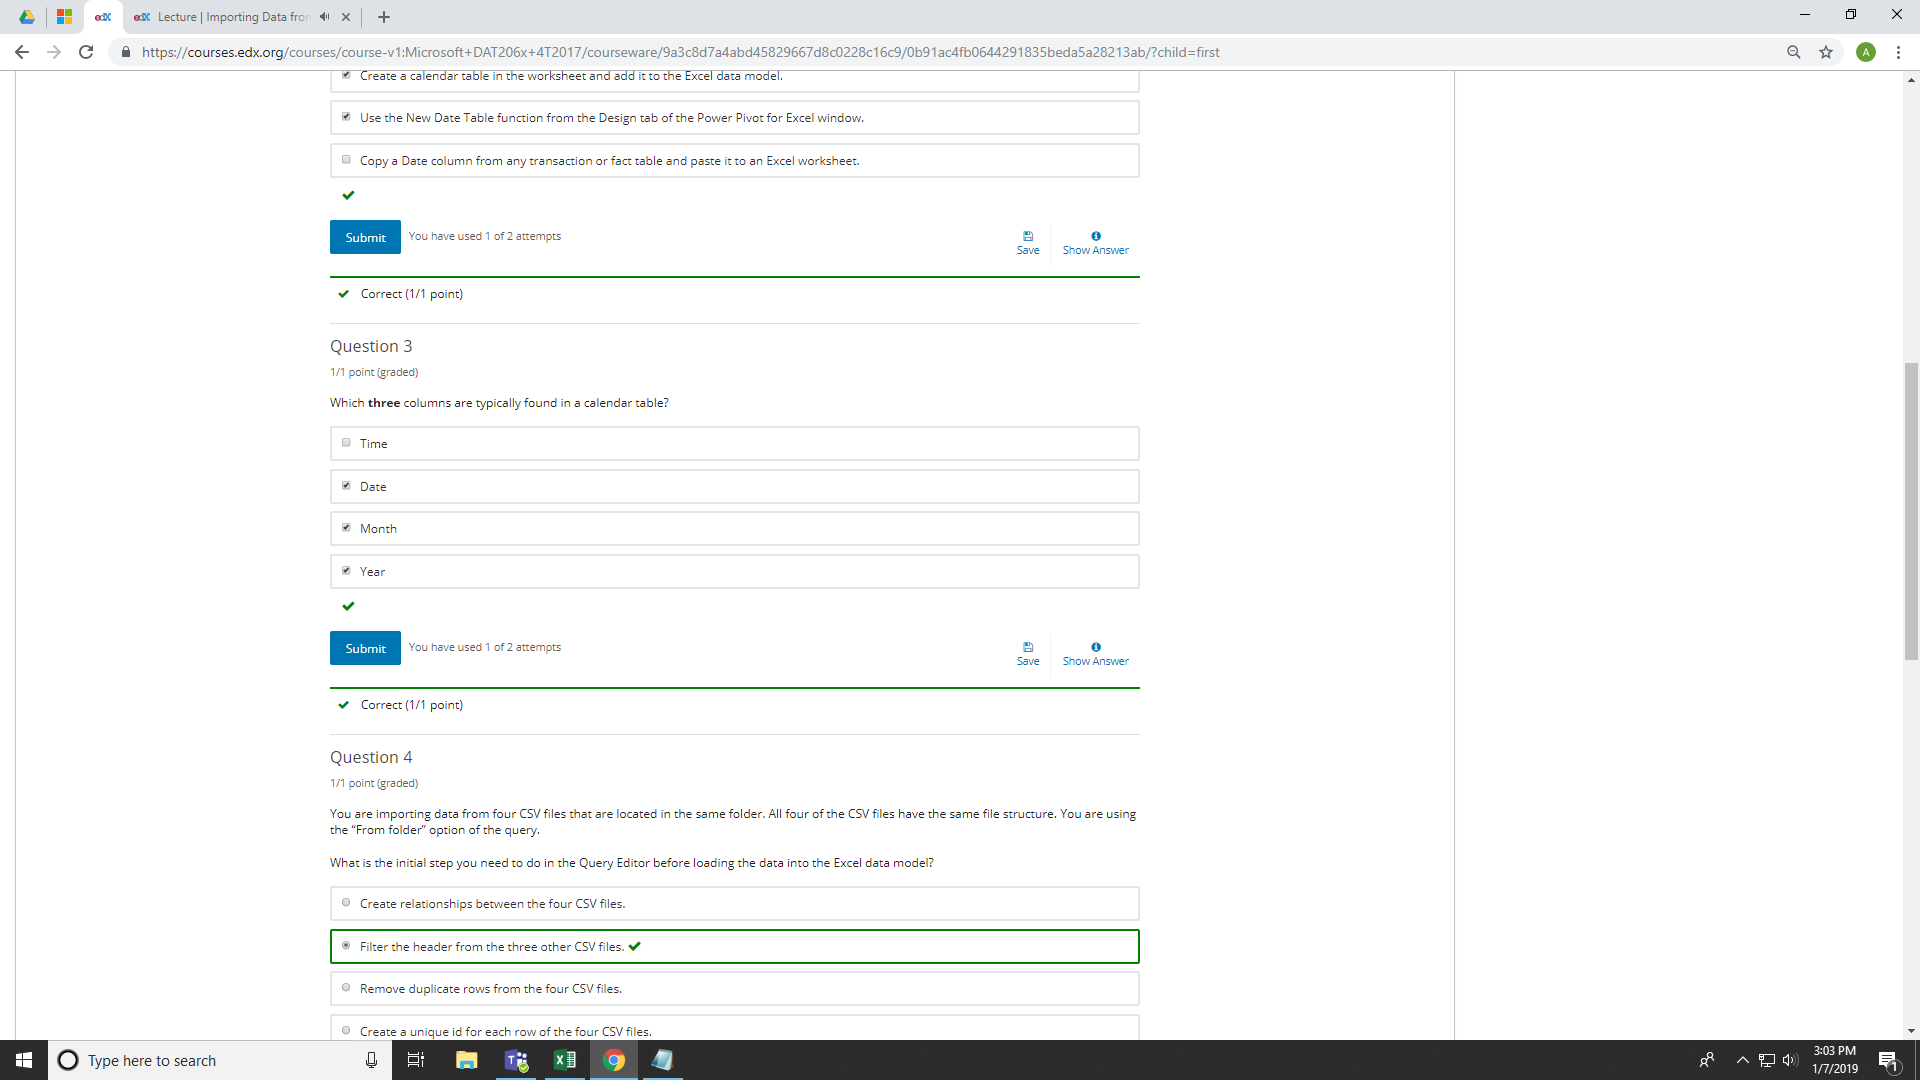 edX
edX Lecture | Importing Data from
https://courses.edx.org/courses/course-v1:Microsoft+DAT206x+4T2017/courseware/9a3c8d7a4abd45829667d8c0228c16c9/0b91ac4fb0644291835beda5a28213ab/?child=first
A
Create a calendar table in the worksheet and add it to the Excel data model.
Use the New Date Table function from the Design tab of the Power Pivot for Excel window.
Copy a Date column from any transaction or fact table and paste it to an Excel worksheet.
Submit You have used 1 of 2 attempts
Save Show Answer
Correct (1/1 point)
Question 3
1/1 point (graded)
Which three columns are typically found in a calendar table?
Time
Date
Month
Year
Submit You have used 1 of 2 attempts
Save Show Answer
Correct (1/1 point)
Question 4
1/1 point (graded)
You are importing data from four CSV files that are located in the same folder. All four of the CSV files have the same file structure. You are using
the “From folder” option of the query.
What is the initial step you need to do in the Query Editor before loading the data into the Excel data model?
Create relationships between the four CSV files.
Filter the header from the three other CSV files.
Remove duplicate rows from the four CSV files.
Create a unique id for each row of the four CSV files.
Type here to search
3:03 PM
1/7/2019
1